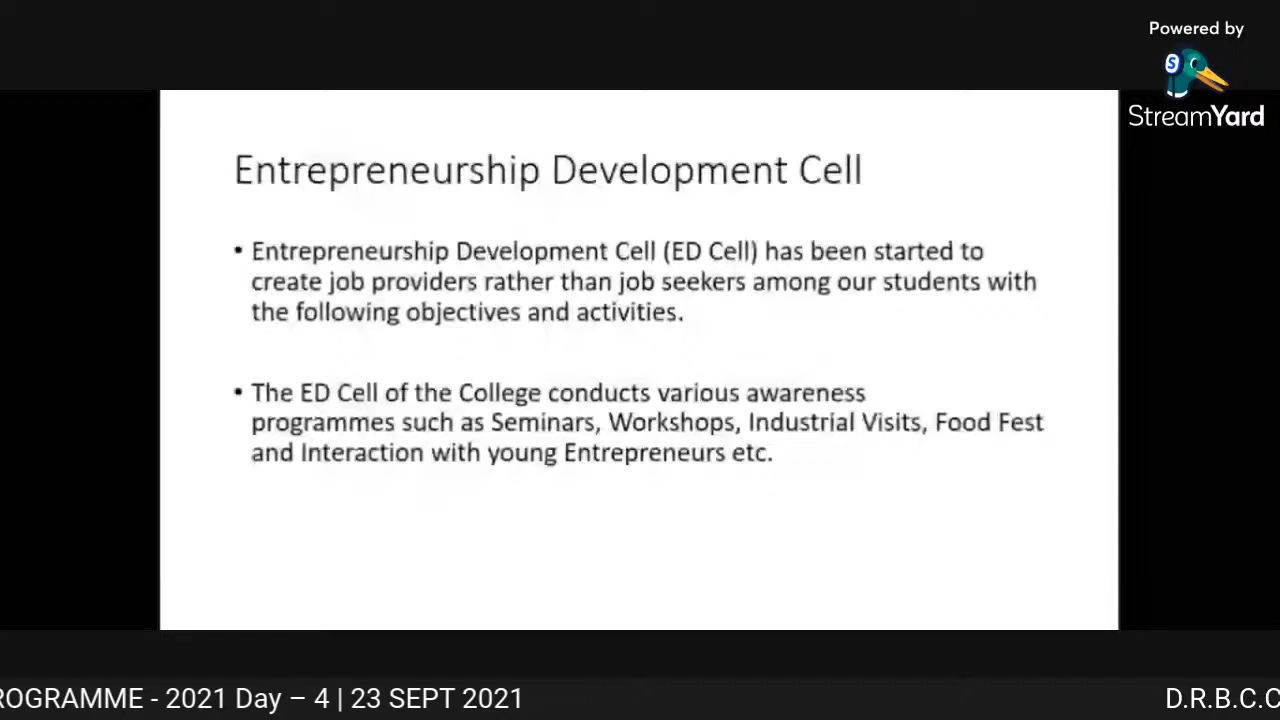 Powered by
S
StreamYard
Entrepreneurship Development Cell
• Entrepreneurship Development Cell (ED Cell) has been started to
create job providers rather than job seekers among our students with
the following objectives and activities.
• The ED Cell of the College conducts various awareness
programmes such as Seminars, Workshops, Industrial Visits, Food Fest
and Interaction with young Entrepreneurs etc.
ROGRAMME - 2021 Day – 4 | 23 SEPT 2021
D.R.B.C.C